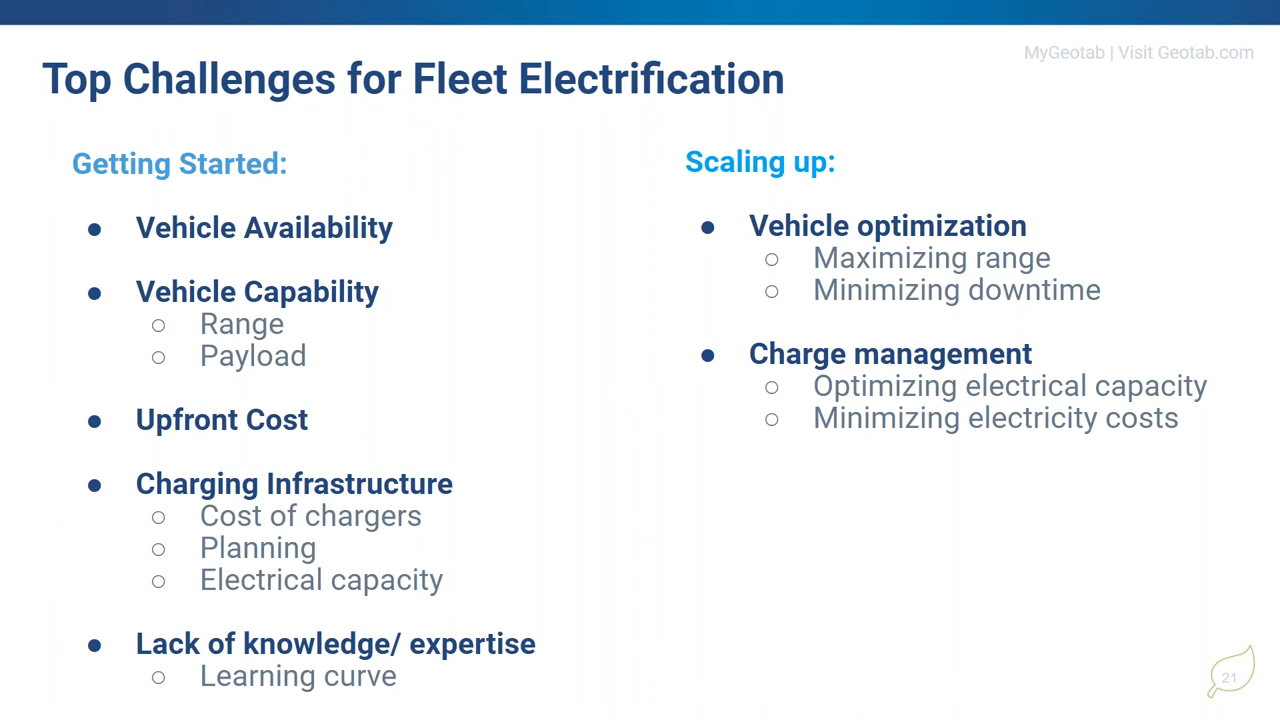 MyGeotab | Visit Geotab.com
Top Challenges for Fleet Electrification
Getting Started:
● Vehicle Availability
● Vehicle Capability
○ Range
○ Payload
● Upfront Cost
● Charging Infrastructure
○ Cost of chargers
○ Planning
○ Electrical capacity
● Lack of knowledge/ expertise
○ Learning curve
Scaling up:
● Vehicle optimization
○ Maximizing range
○ Minimizing downtime
● Charge management
○ Optimizing electrical capacity
○ Minimizing electricity costs
21